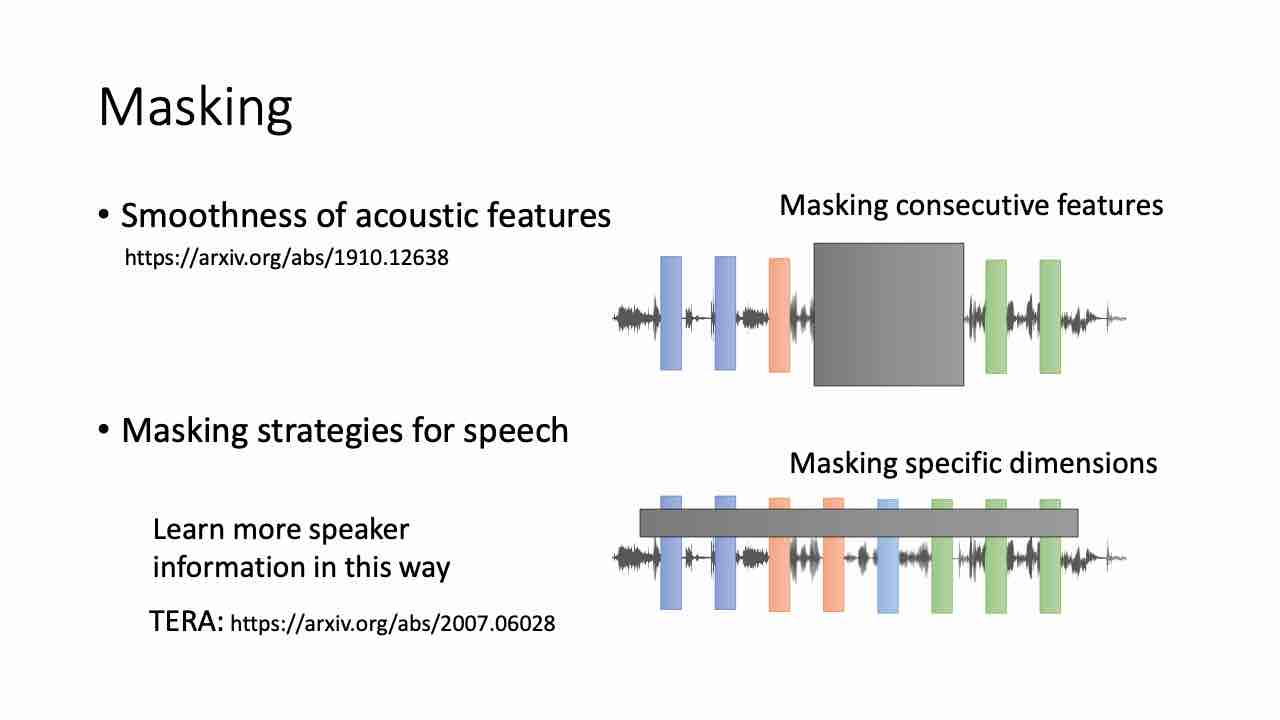 Masking
• Smoothness of acoustic features
https://arxiv.org/abs/1910.12638
Masking consecutive features
• Masking strategies for speech
Masking specific dimensions
Learn more speaker
information in this way
TERA: https://arxiv.org/abs/2007.06028